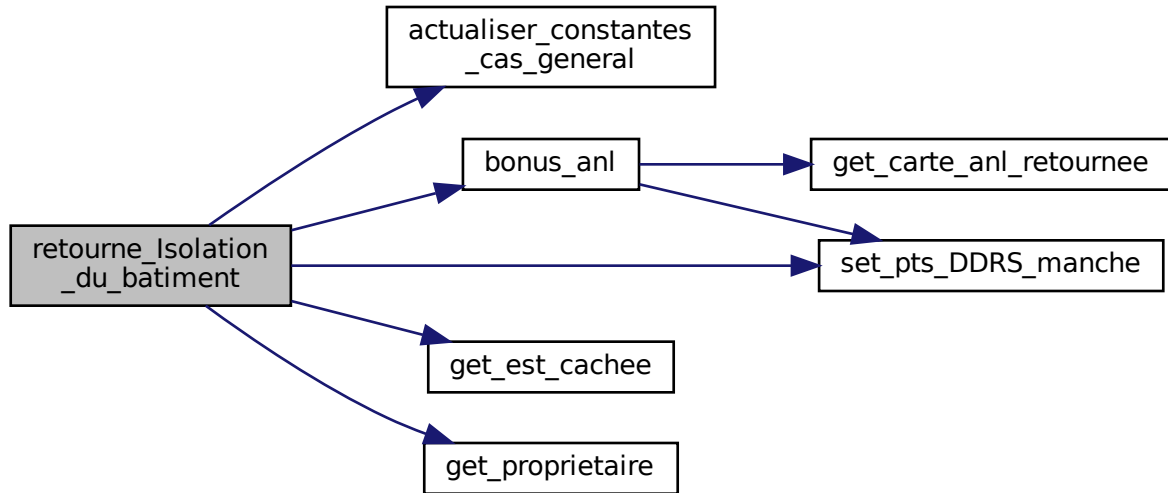 actualiser_constantes
_cas_general
bonus_anl
get_carte_anl_retournee
retourne_Isolation
_du_batiment
set_pts_DDRS_manche
get_est_cachee
get_proprietaire